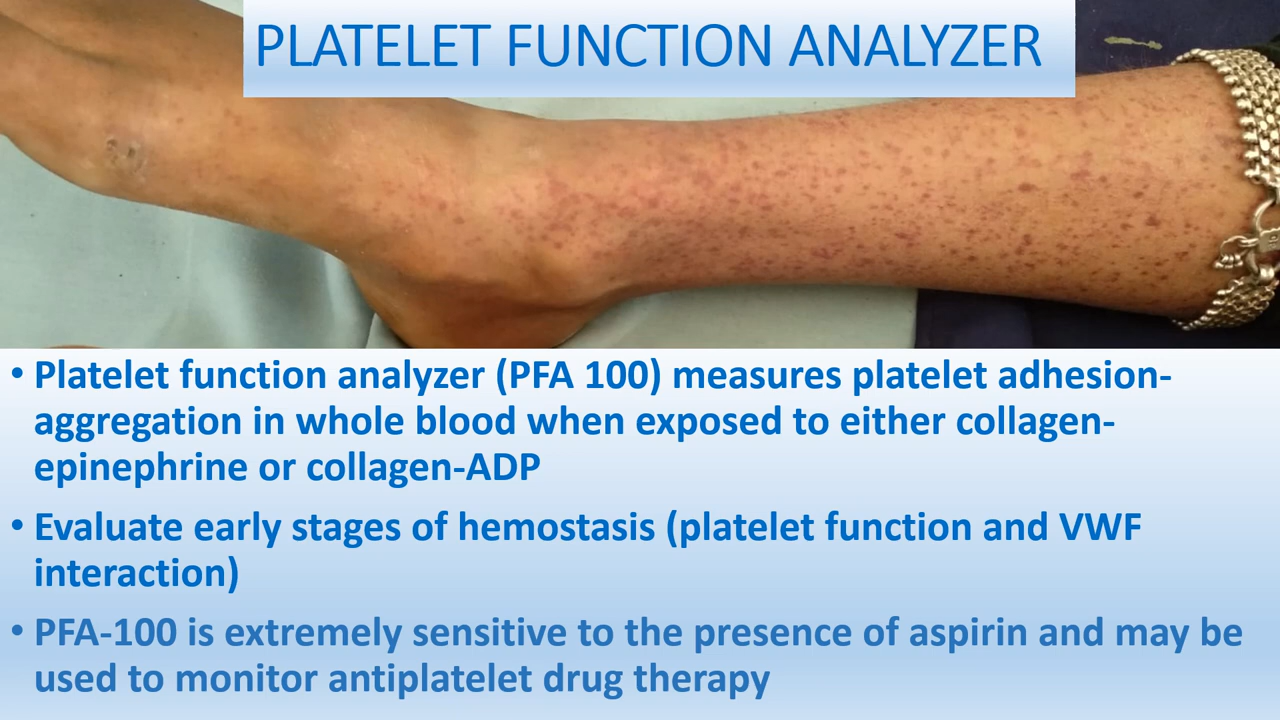 PLATELET FUNCTION ANALYZER
• Platelet function analyzer (PFA 100) measures platelet adhesion-
aggregation in whole blood when exposed to either collagen-
epinephrine or collagen-ADP
• Evaluate early stages of hemostasis (platelet function and VWF
interaction)
• PFA-100 is extremely sensitive to the presence of aspirin and may be
used to monitor antiplatelet drug therapy